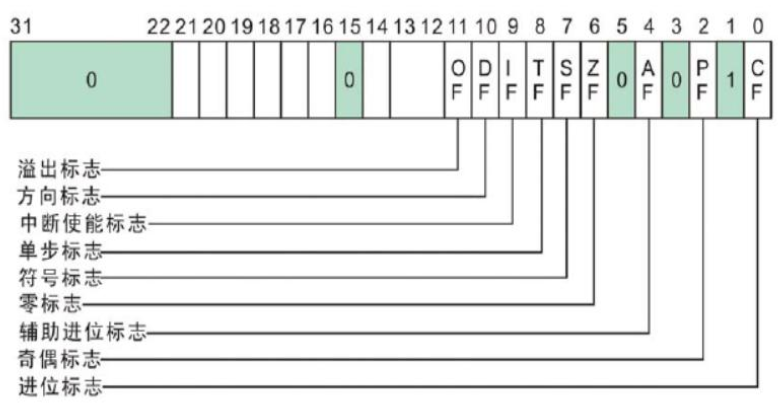 31 22 21 20 19 18 17 16 15 14 13 12 11 10 9 8 7 6 5 4 3 2 1 0
0 0 OF DF IF TF SF ZF 0 AF 0 PF 1 CF
溢出标志
方向标志
中断使能标志
单步标志
符号标志
零标志
辅助进位标志
奇偶标志
进位标志